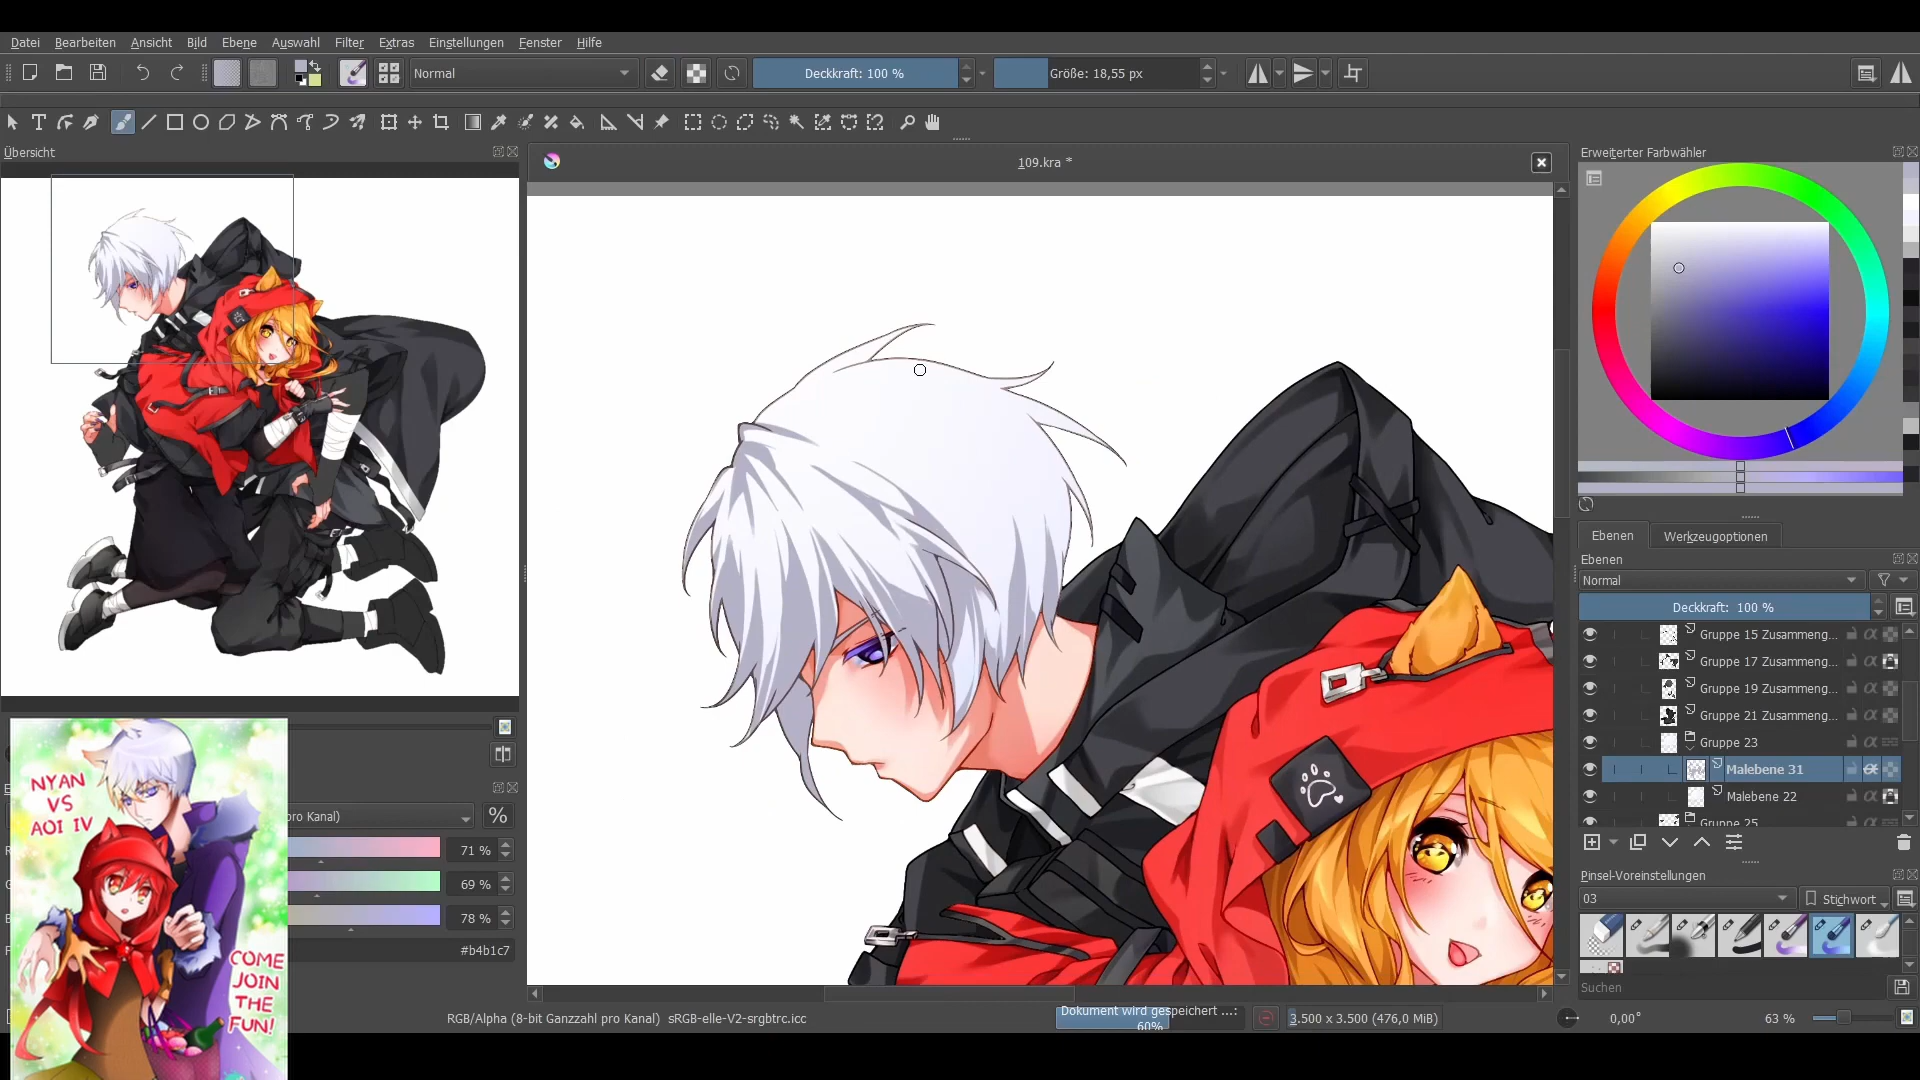 Datei Bearbeiten Ansicht Bild Ebene Auswahl Filter Extras Einstellungen Fenster Hilfe
Normal
Deckkraft: 100 %
Größe: 18,55 px
Übersicht
109.kra *
Erweiterter Farbwähler
Ebenen
Werkzeugoptionen
Ebenen
Normal
Deckkraft: 100 %
Gruppe 15 Zusammeng...
Gruppe 17 Zusammeng...
Gruppe 19 Zusammeng...
Gruppe 21 Zusammeng...
Gruppe 23
Malebene 31
Malebene 22
Gruppe 25
Pinsel-Voreinstellungen
03
Stichwort
Suchen
NYAN
VS
AOI IV
COME
JOIN
THE
FUN!
pro Kanal)
%
71 %
69 %
78 %
#b4b1c7
RGB/Alpha (8-bit Ganzzahl pro Kanal) sRGB-elle-V2-srgbtrc.icc
Dokument wird gespeichert ...:
60%
3.500 x 3.500 (476,0 MiB)
0,00°
63 %